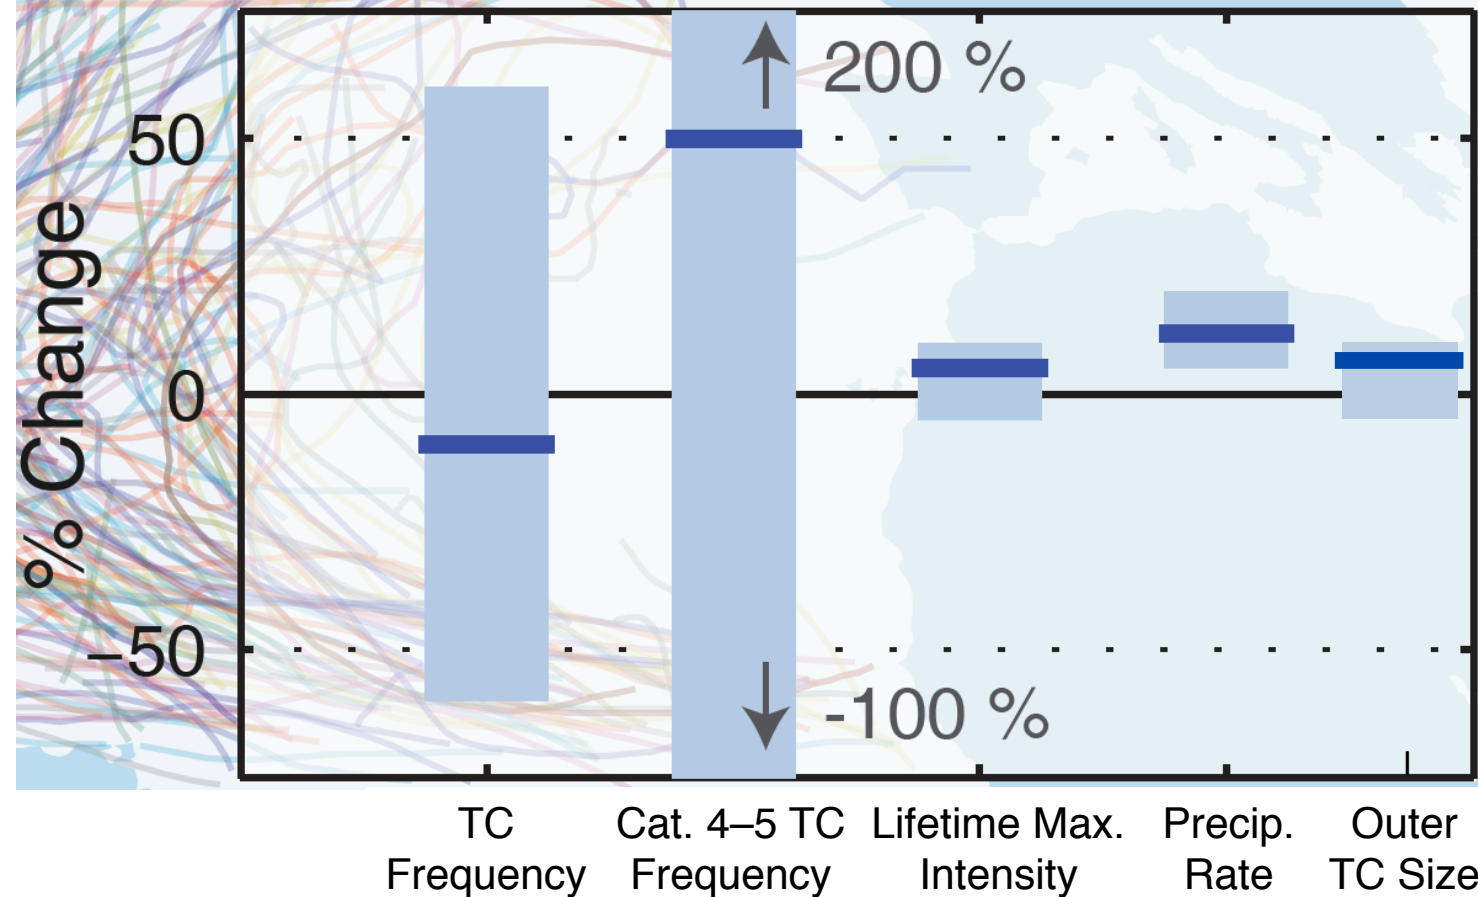 200 %
50
% Change
0
–50
-100 %
TC
Frequency
Cat. 4–5 TC
Frequency
Lifetime Max.
Intensity
Precip.
Rate
Outer
TC Size